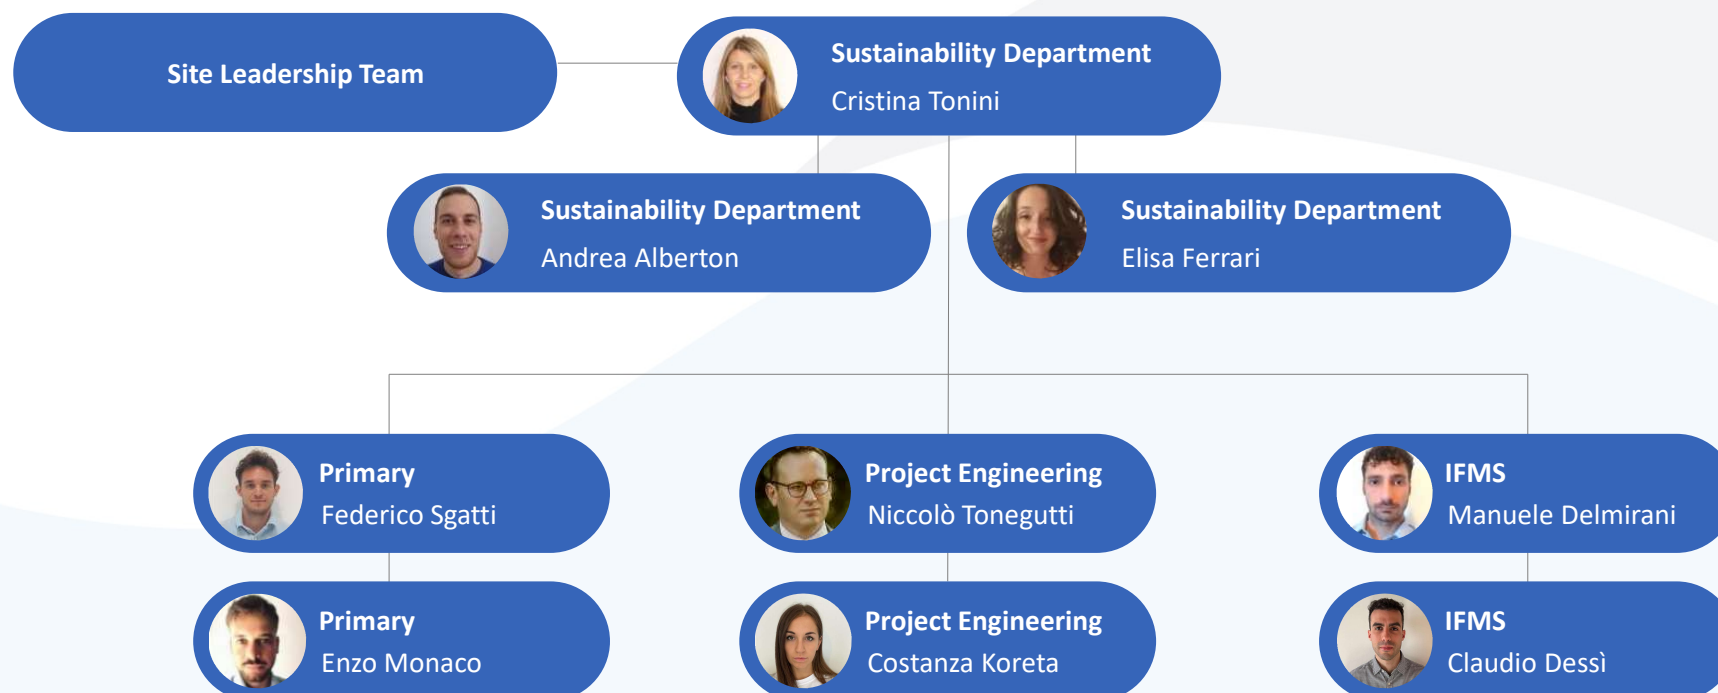 Site Leadership Team
Sustainability Department
Cristina Tonini
Sustainability Department
Andrea Alberton
Sustainability Department
Elisa Ferrari
Primary
Federico Sgatti
Project Engineering
Niccolò Tonegutti
IFMS
Manuele Delmirani
Primary
Enzo Monaco
Project Engineering
Costanza Koreta
IFMS
Claudio Dessì